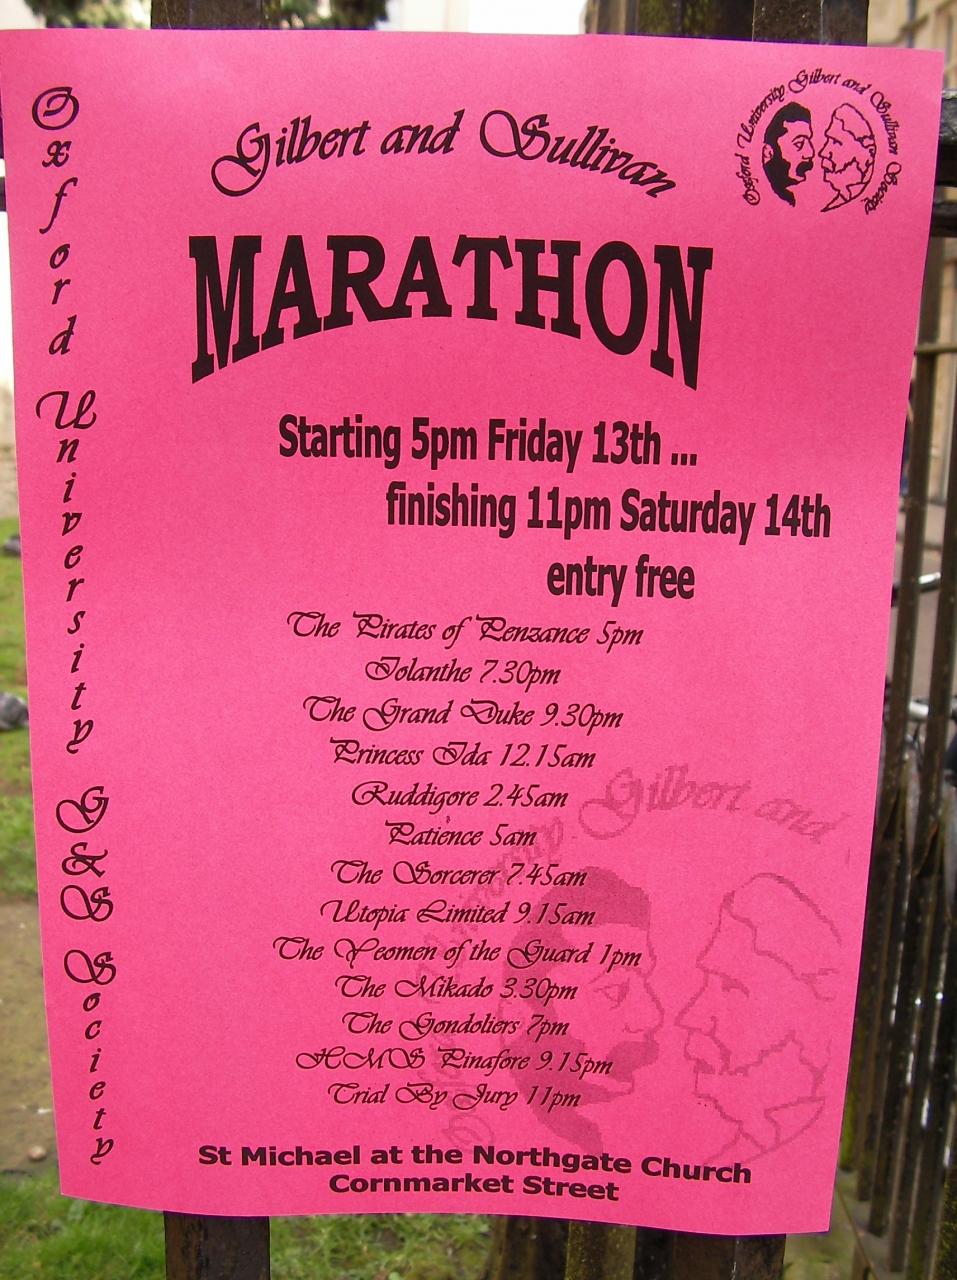 Oxford University G&S Society
Gilbert and Sullivan
Oxford University Gilbert and Sullivan Society
MARATHON
Starting 5pm Friday 13th ...
finishing 11pm Saturday 14th
entry free
The Pirates of Penzance 5pm
Iolanthe 7.30pm
The Grand Duke 9.30pm
Princess Ida 12.15am
Ruddigore 2.45am
Patience 5am
The Sorcerer 7.45am
Utopia Limited 9.15am
The Yeomen of the Guard 1pm
The Mikado 3.30pm
The Gondoliers 7pm
HMS Pinafore 9.15pm
Trial By Jury 11pm
Gilbert and
St Michael at the Northgate Church
Cornmarket Street